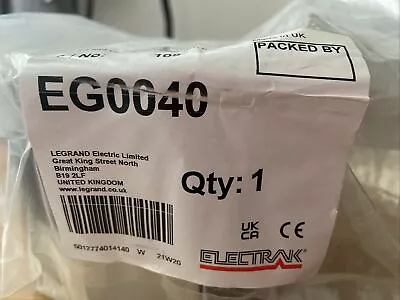 UK
PACKED BY
EG0040
LEGRAND Electric Limited
Great King Street North
Birmingham
B19 2LF
UNITED KINGDOM
www.legrand.co.uk
Qty: 1
UK
CA
CE
5012774014140 W 21W20
ELECTRAK